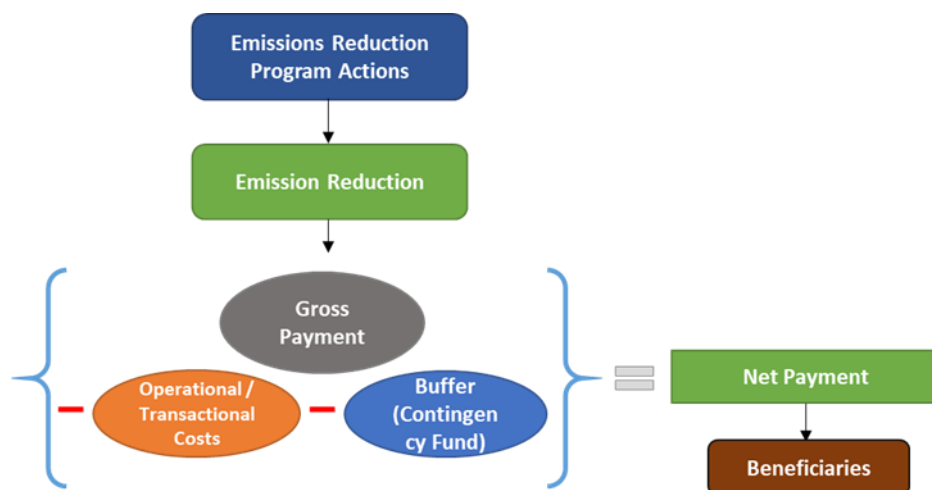 Emissions Reduction
Program Actions
Emission Reduction
Gross
Payment
Operational /
Transactional
Costs
Buffer
(Contingen
cy Fund)
Net Payment
Beneficiaries